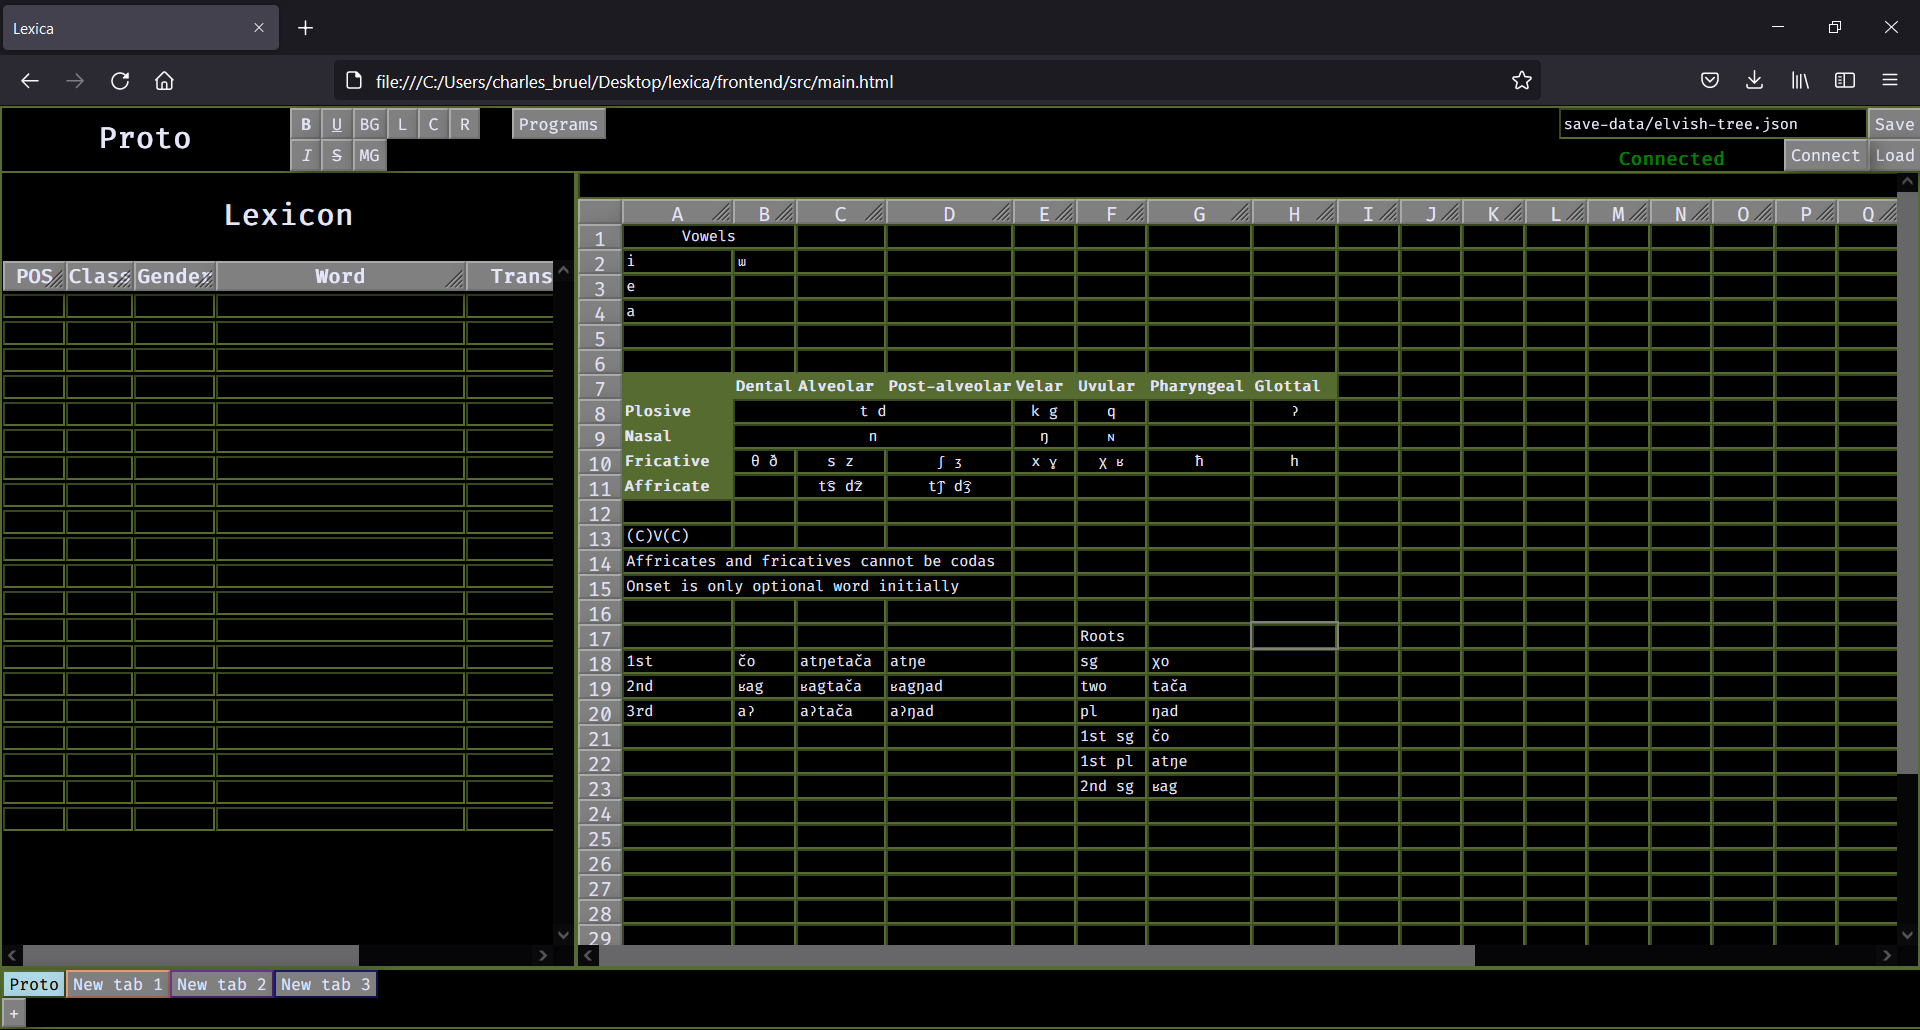 Lexica
file:///C:/Users/charles_bruel/Desktop/lexica/frontend/src/main.html
Proto
B U BG L C R Programs
I S MG
save-data/elvish-tree.json Save
Connected Connect Load
Lexicon
POS Class Gender Word Trans
A B C D E F G H I J K L M N O P Q
1 Vowels
2 i ɯ
3 e
4 a
5
6
7 Dental Alveolar Post-alveolar Velar Uvular Pharyngeal Glottal
8 Plosive t d k g q ʔ
9 Nasal n ŋ ɴ
10 Fricative θ ð s z ʃ ʒ x ɣ χ ʁ ħ h
11 Affricate ts͡ dz͡ tʃ͡ dʒ͡
12
13 (C)V(C)
14 Affricates and fricatives cannot be codas
15 Onset is only optional word initially
16
17 Roots
18 1st čo atŋetača atŋe sg χo
19 2nd ʁag ʁagtača ʁagŋad two tača
20 3rd aʔ aʔtača aʔŋad pl ŋad
21 1st sg čo
22 1st pl atŋe
23 2nd sg ʁag
24
25
26
27
28
29
Proto New tab 1 New tab 2 New tab 3
+